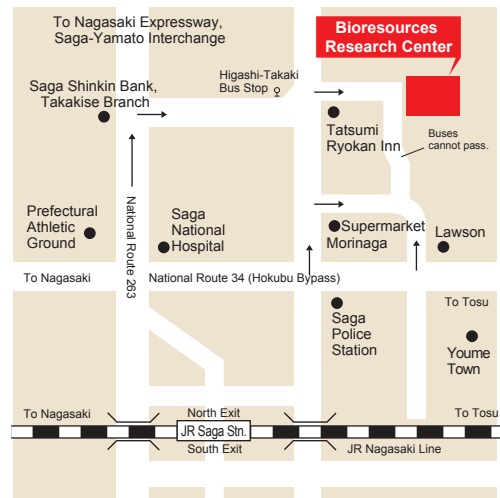 To Nagasaki Expressway,
Saga-Yamato Interchange
Bioresources
Research Center
Higashi-Takaki
Bus Stop
Saga Shinkin Bank,
Takakise Branch
Tatsumi
Ryokan Inn
Buses
cannot pass.
National Route 263
Prefectural
Athletic
Ground
Saga
National
Hospital
Supermarket
Morinaga
Lawson
To Nagasaki
National Route 34 (Hokubu Bypass)
To Tosu
Saga
Police
Station
Youme
Town
To Nagasaki
North Exit
To Tosu
JR Saga Stn.
South Exit
JR Nagasaki Line